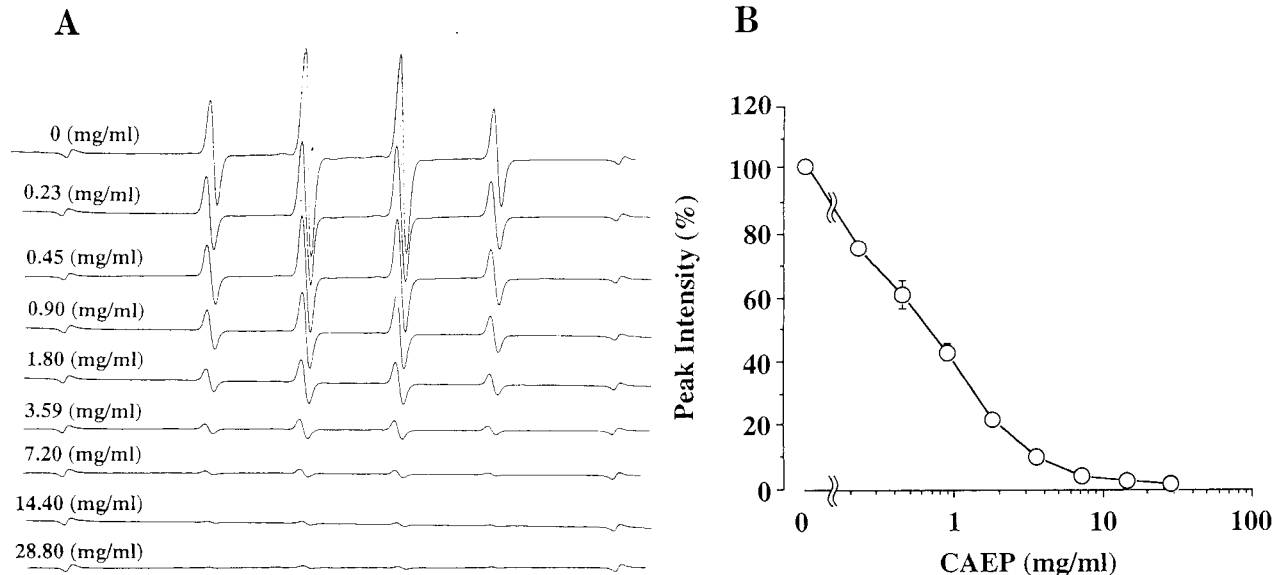 A
0 (mg/ml)
0.23 (mg/ml)
0.45 (mg/ml)
0.90 (mg/ml)
1.80 (mg/ml)
3.59 (mg/ml)
7.20 (mg/ml)
14.40 (mg/ml)
28.80 (mg/ml)
B
Peak Intensity (%)
120
100
80
60
40
20
0
0 1 10 100
CAEP (mg/ml)